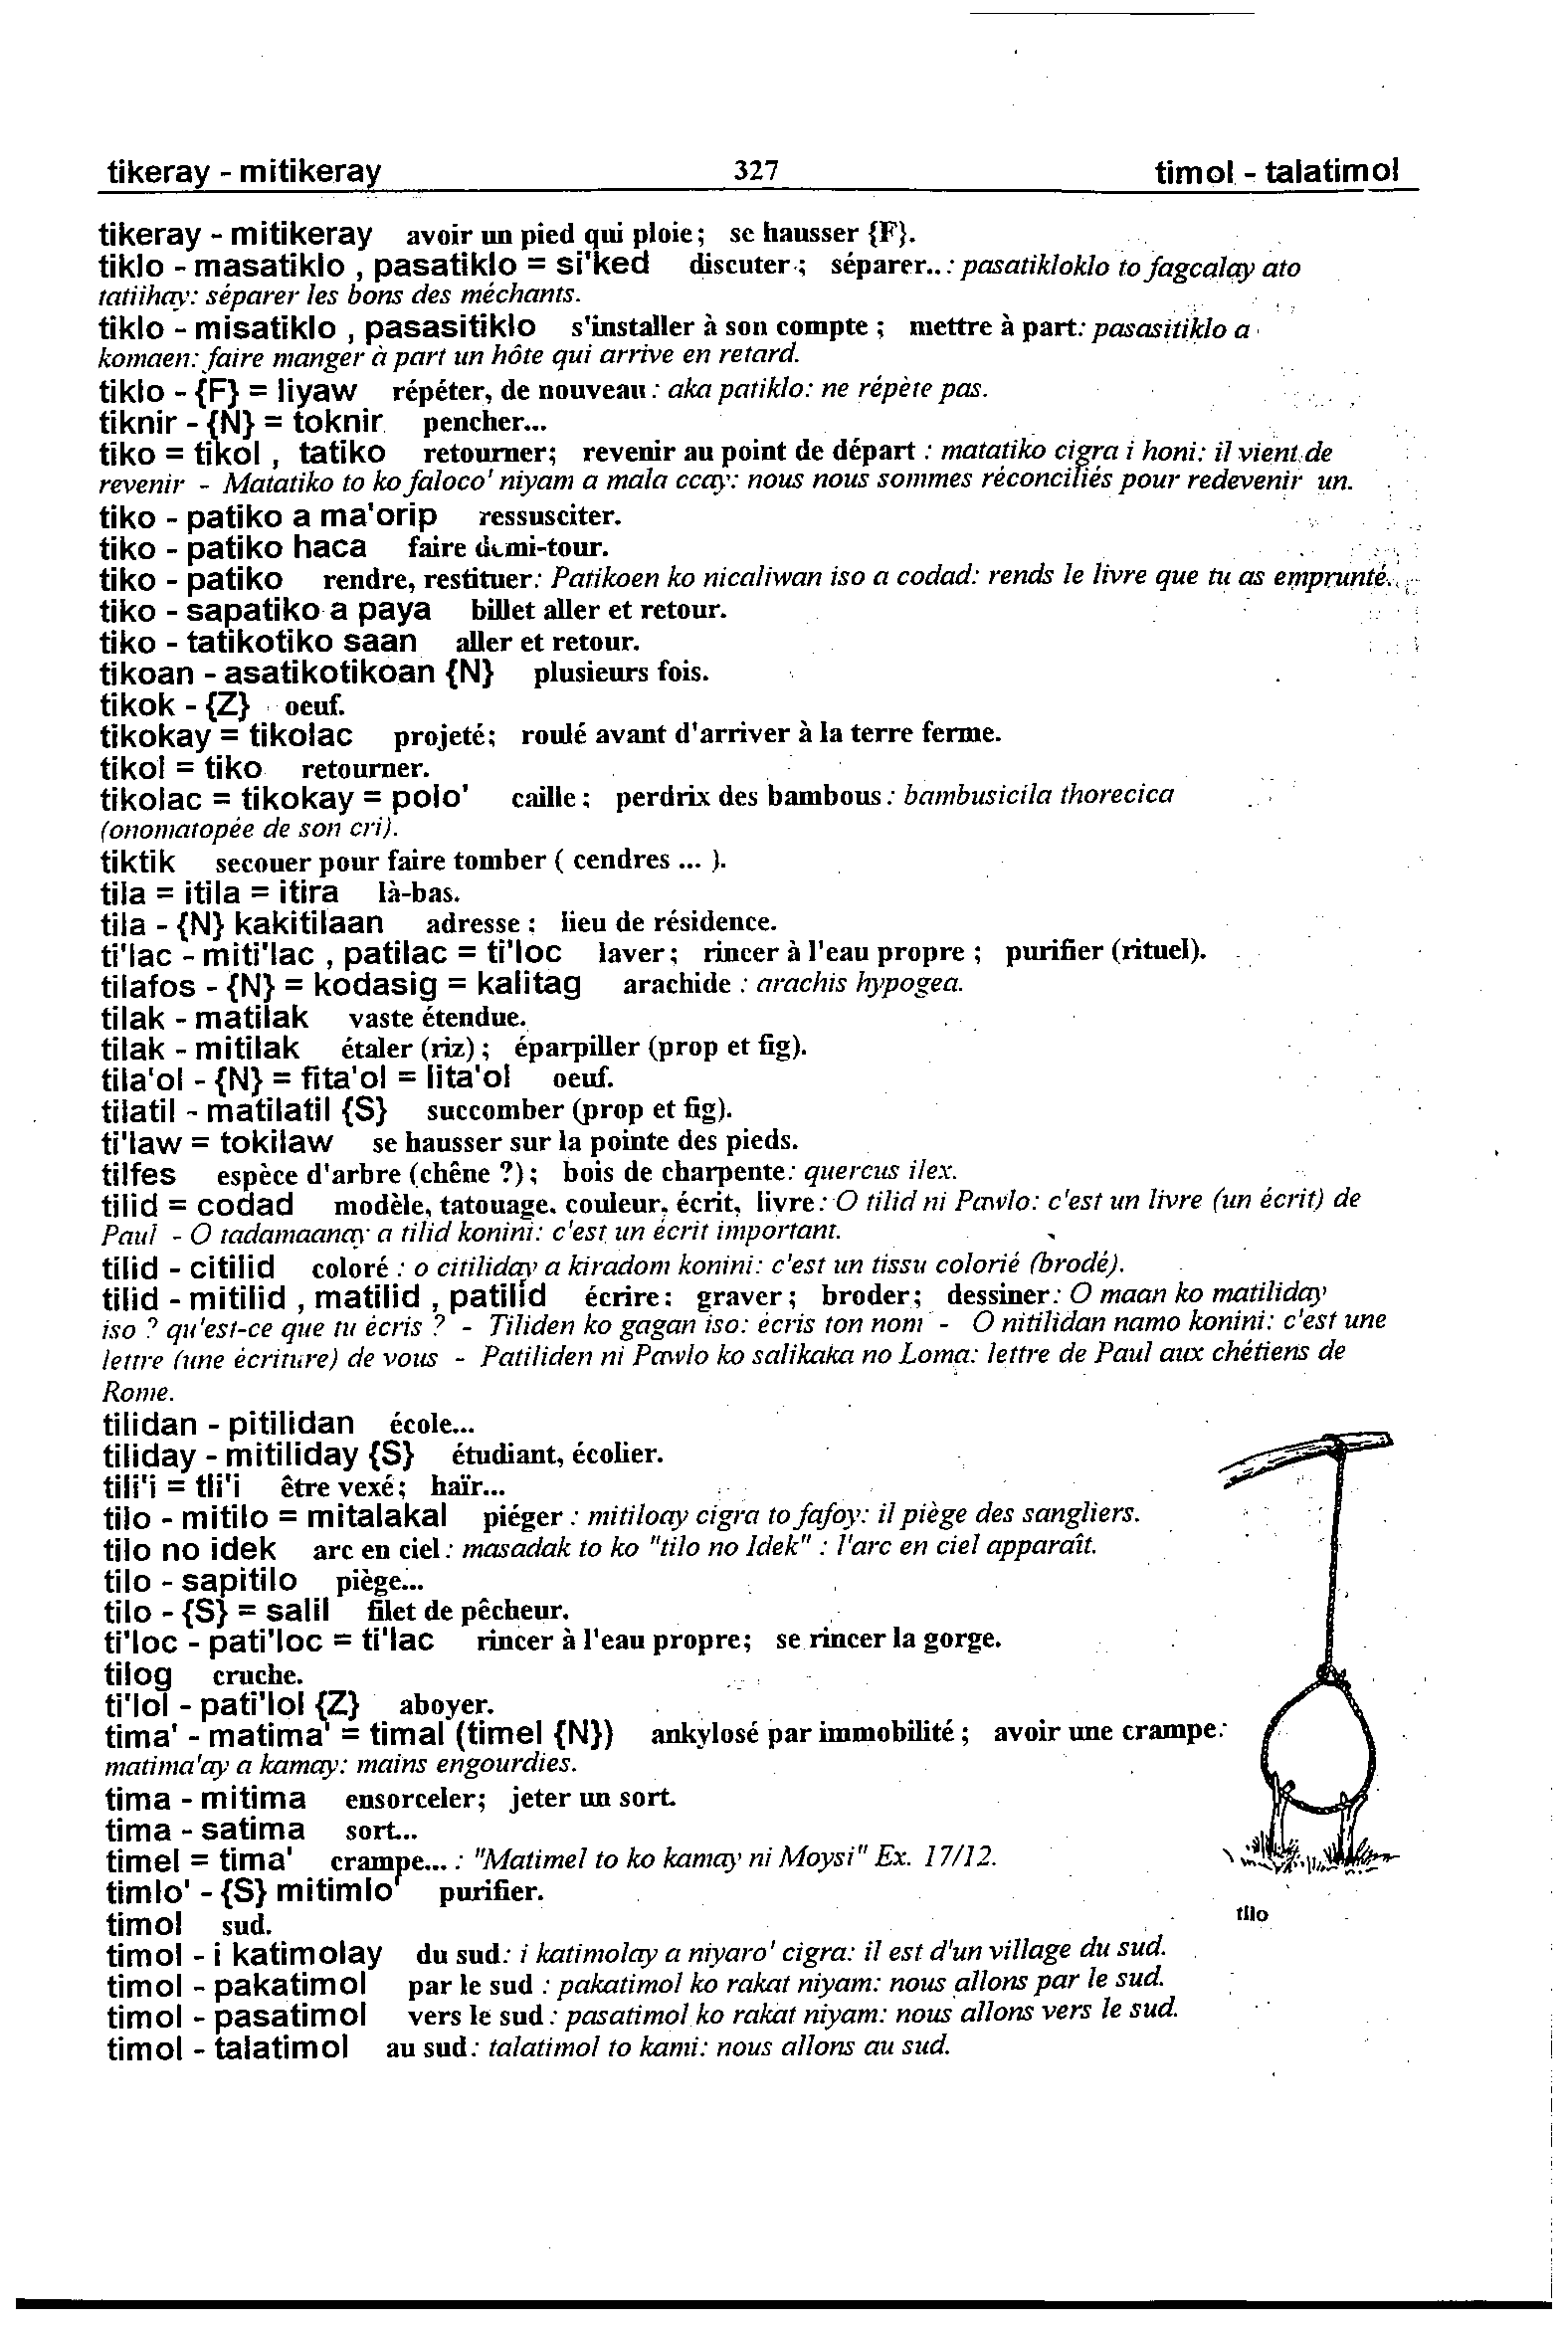 tikeray - mitikeray 327 timol - talatimol
tikeray - mitikeray avoir un pied qui ploie; se hausser {F}.
tiklo - masatiklo , pasatiklo = si'ked discuter ; séparer.. : pasatikloklo to fagcalay ato
tatiihay: séparer les bons des méchants.
tiklo - misatiklo , pasasitiklo s'installer à son compte ; mettre à part: pasasitiklo a
komaen: faire manger à part un hôte qui arrive en retard.
tiklo - {F} = liyaw répéter, de nouveau : aka patiklo: ne répète pas.
tiknir - {N} = toknir pencher...
tiko = tikol , tatiko retourner; revenir au point de départ : matatiko cigra i honi: il vient de
revenir - Matatiko to ko faloco' niyam a mala ccay: nous nous sommes réconciliés pour redevenir un.
tiko - patiko a ma'orip ressusciter.
tiko - patiko haca faire demi-tour.
tiko - patiko rendre, restituer: Patikoen ko nicaliwan iso a codad: rends le livre que tu as emprunté.
tiko - sapatiko a paya billet aller et retour.
tiko - tatikotiko saan aller et retour.
tikoan - asatikotikoan {N} plusieurs fois.
tikok - {Z} oeuf.
tikokay = tikolac projeté; roulé avant d'arriver à la terre ferme.
tikol = tiko retourner.
tikolac = tikokay = polo' caille ; perdrix des bambous : bambusicila thorecica
(onomatopée de son cri).
tiktik secouer pour faire tomber ( cendres ... ).
tila = itila = itira là-bas.
tila - {N} kakitilaan adresse ; lieu de résidence.
ti'lac - miti'lac , patilac = ti'loc laver ; rincer à l'eau propre ; purifier (rituel).
tilafos - {N} = kodasig = kalitag arachide : arachis hypogea.
tilak - matilak vaste étendue.
tilak - mitilak étaler (riz) ; éparpiller (prop et fig).
tila'ol - {N} = fita'ol = lita'ol oeuf.
tilatil - matilatil {S} succomber (prop et fig).
ti'law = tokilaw se hausser sur la pointe des pieds.
tilfes espèce d'arbre (chêne ?) ; bois de charpente: quercus ilex.
tilid = codad modèle, tatouage, couleur, écrit, livre : O tilid ni Pawlo: c'est un livre (un écrit) de
Paul - O tadamaanay a tilid konini: c'est un écrit important.
tilid - citilid coloré : o citiliday a kiradom konini: c'est un tissu colorié (brodé).
tilid - mitilid , matilid , patilid écrire; graver ; broder; dessiner : O maan ko matiliday
iso ? qu'est-ce que tu écris ? - Tiliden ko gagan iso: écris ton nom - O nitilidan namo konini: c'est une
lettre (une écriture) de vous - Patiliden ni Pawlo ko salikaka no Loma: lettre de Paul aux chétiens de
Rome.
tilidan - pitilidan école...
tiliday - mitiliday {S} étudiant, écolier.
tili'i = tli'i être vexé ; haïr...
tilo - mitilo = mitalakal piéger : mitiloay cigra to fafoy: il piège des sangliers.
tilo no idek arc en ciel : masadak to ko "tilo no Idek" : l'arc en ciel apparaît.
tilo - sapitilo piège...
tilo - {S} = salil filet de pêcheur.
ti'loc - pati'loc = ti'lac rincer à l'eau propre; se rincer la gorge.
tilog cruche.
ti'lol - pati'lol {Z} aboyer.
tima' - matima' = timal (timel {N}) ankylosé par immobilité ; avoir une crampe:
matima'ay a kamay: mains engourdies.
tima - mitima ensorceler; jeter un sort.
tima - satima sort...
timel = tima' crampe... : "Matimel to ko kamay ni Moysi" Ex. 17/12.
timlo' - {S} mitimlo' purifier.
tilo
timol sud.
timol - i katimolay du sud: i katimolay a niyaro' cigra: il est d'un village du sud.
timol - pakatimol par le sud : pakatimol ko rakat niyam: nous allons par le sud.
timol - pasatimol vers le sud : pasatimol ko rakat niyam: nous allons vers le sud.
timol - talatimol au sud : talatimol to kami: nous allons au sud.